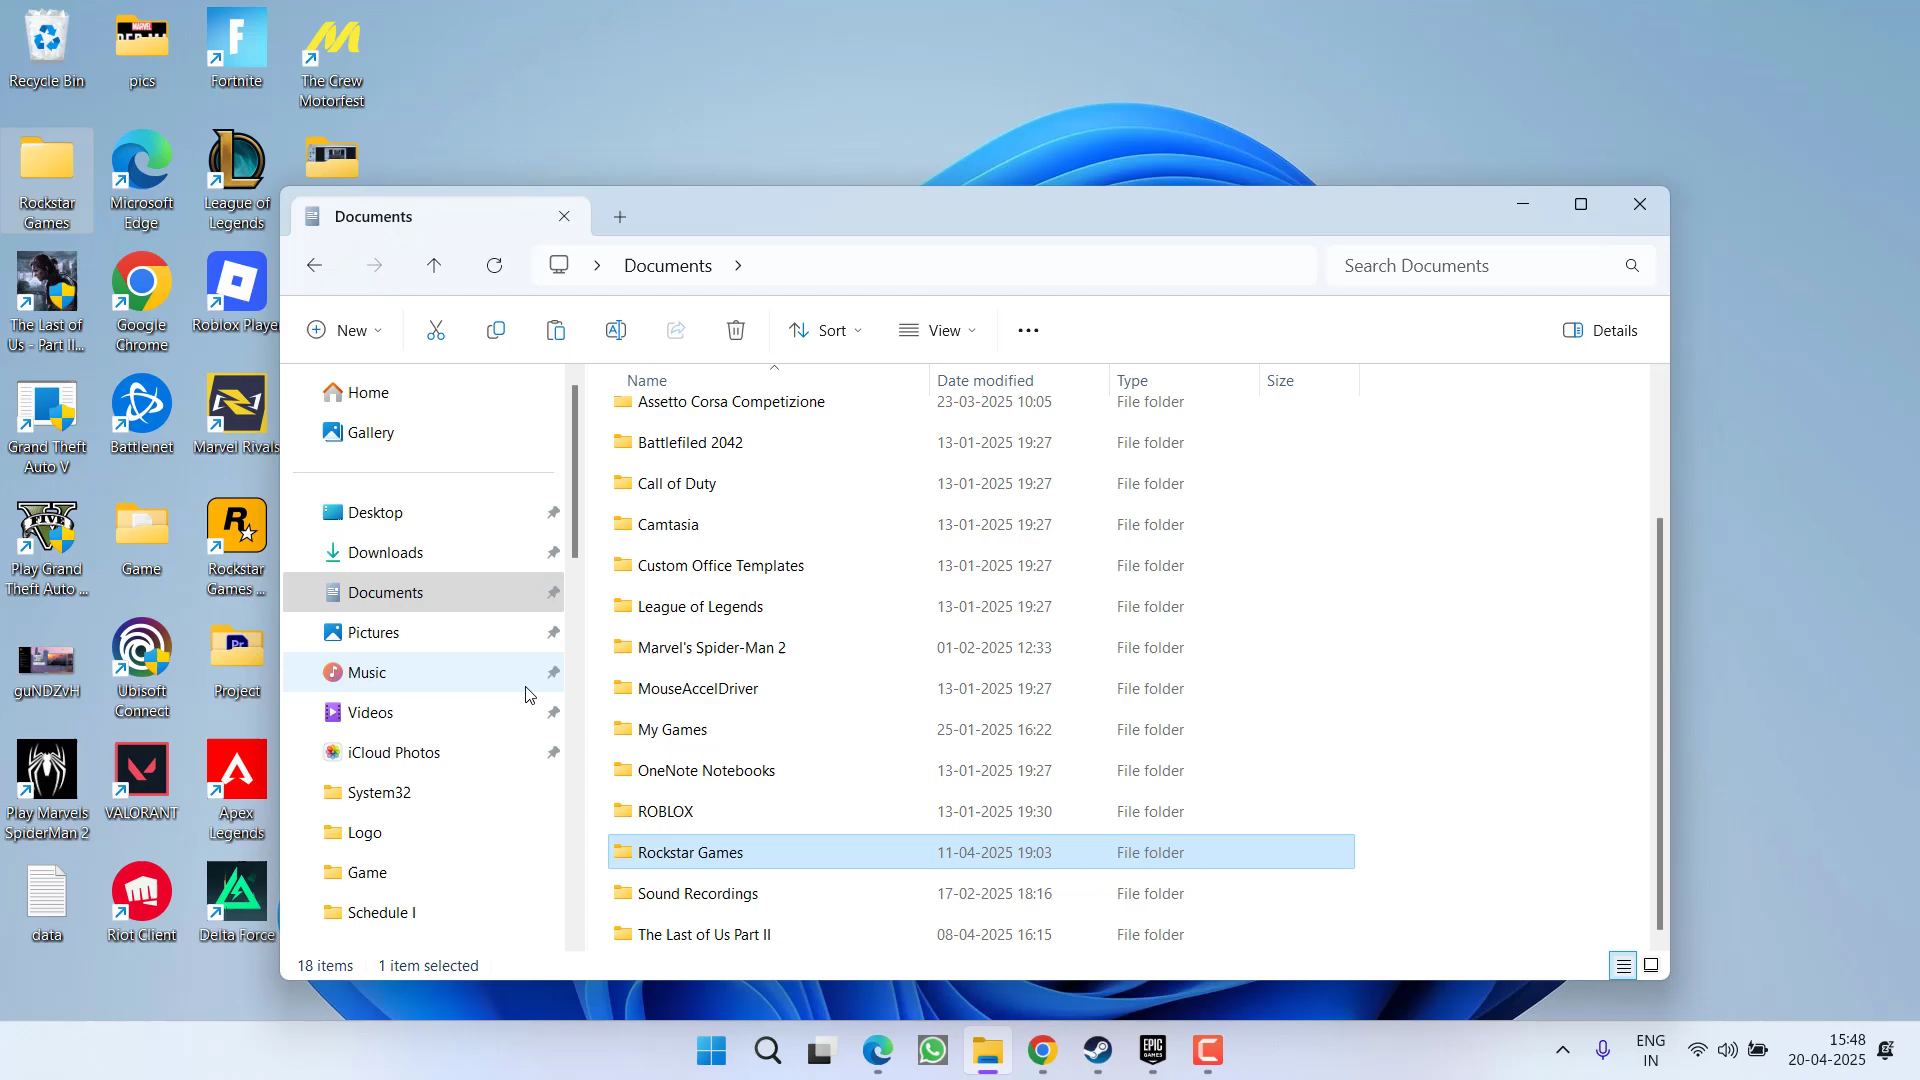 Recycle Bin
pics
Fortnite
The Crew
Motorfest
Rockstar
Games
Microsoft
Edge
League of
Legends
The Last of
Us - Part II...
Google
Chrome
Roblox Player
Grand Theft
Auto V
Battle.net
Marvel Rivals
Play Grand
Theft Auto ...
Game
Rockstar
Games ...
guNDZvH
Ubisoft
Connect
Project
Play Marvels
SpiderMan 2
VALORANT
Apex
Legends
data
Riot Client
Delta Force
Documents
Documents
Search Documents
New
Sort
View
Details
Home
Gallery
Desktop
Downloads
Documents
Pictures
Music
Videos
iCloud Photos
System32
Logo
Game
Schedule I
Name Date modified Type Size
Assetto Corsa Competizione 23-03-2025 10:05 File folder
Battlefiled 2042 13-01-2025 19:27 File folder
Call of Duty 13-01-2025 19:27 File folder
Camtasia 13-01-2025 19:27 File folder
Custom Office Templates 13-01-2025 19:27 File folder
League of Legends 13-01-2025 19:27 File folder
Marvel's Spider-Man 2 01-02-2025 12:33 File folder
MouseAccelDriver 13-01-2025 19:27 File folder
My Games 25-01-2025 16:22 File folder
OneNote Notebooks 13-01-2025 19:27 File folder
ROBLOX 13-01-2025 19:30 File folder
Rockstar Games 11-04-2025 19:03 File folder
Sound Recordings 17-02-2025 18:16 File folder
The Last of Us Part II 08-04-2025 16:15 File folder
18 items 1 item selected
EPIC
GAMES
ENG
IN
15:48
20-04-2025